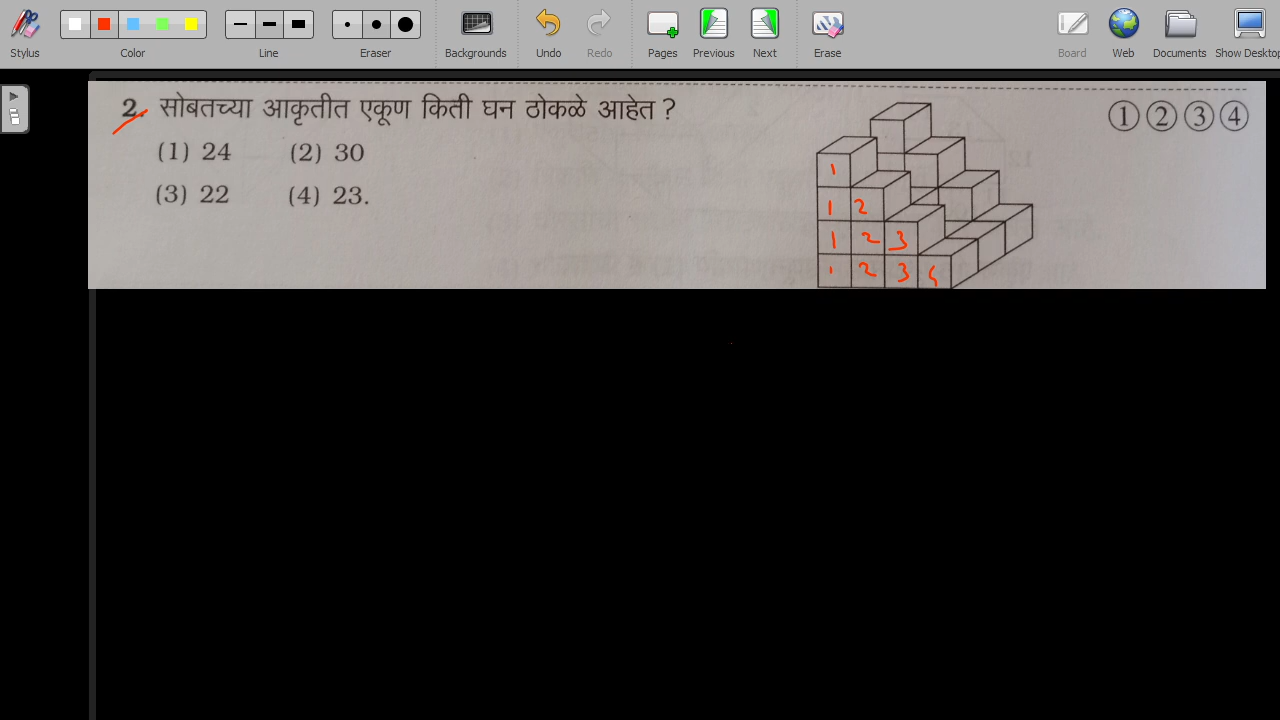 Stylus Color Line Eraser Backgrounds Undo Redo Pages Previous Next Erase Board Web Documents Show Desktop
2. सोबतच्या आकृतीत एकूण किती घन ठोकळे आहेत ? ① ② ③ ④
(1) 24 (2) 30
(3) 22 (4) 23.
1
1 2
1 2 3
1 2 3 4